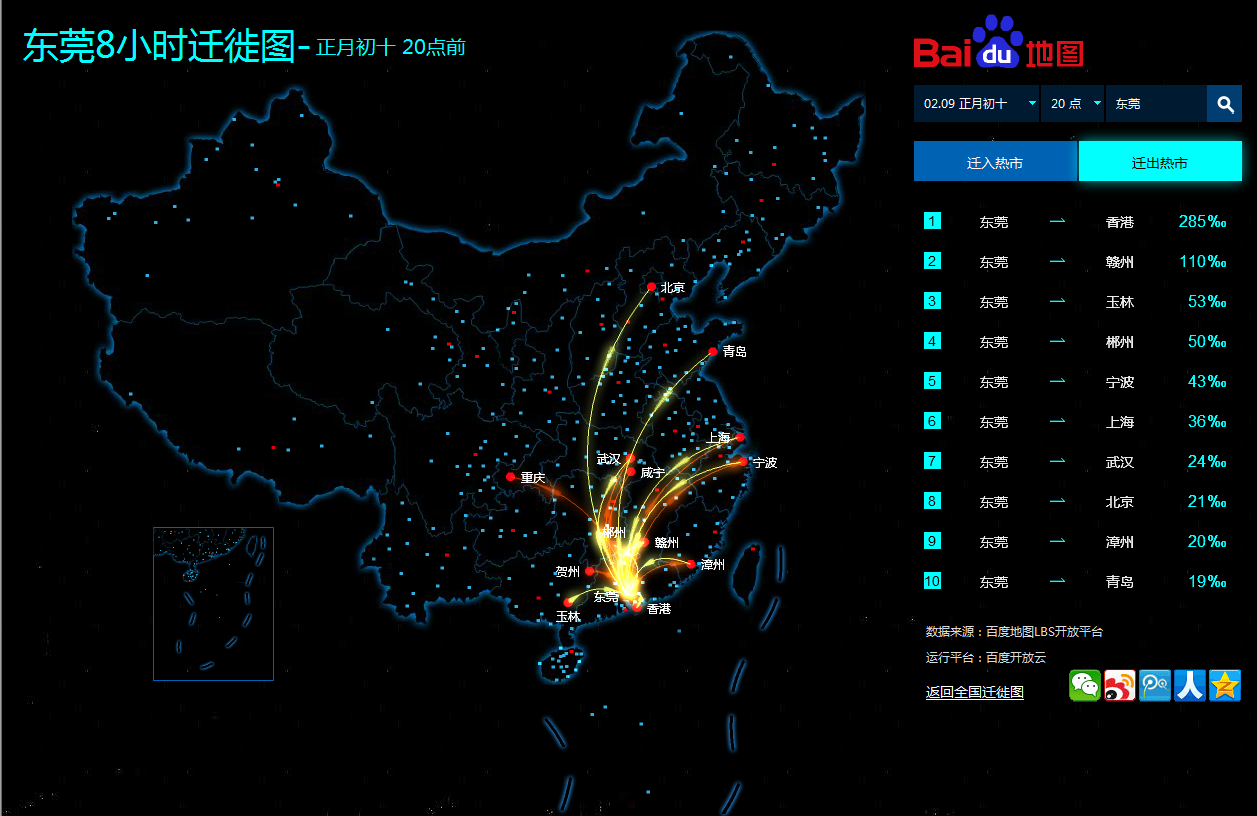 东莞8小时迁徙图- 正月初十 20点前
Bai du 地图
02.09 正月初十 20 点 东莞
迁入热市 迁出热市
1 东莞 → 香港 285‰
2 东莞 → 赣州 110‰
3 东莞 → 玉林 53‰
4 东莞 → 郴州 50‰
5 东莞 → 宁波 43‰
6 东莞 → 上海 36‰
7 东莞 → 武汉 24‰
8 东莞 → 北京 21‰
9 东莞 → 漳州 20‰
10 东莞 → 青岛 19‰
数据来源：百度地图LBS开放平台
运行平台：百度开放云
返回全国迁徙图
北京
青岛
上海
武汉
宁波
咸宁
重庆
郴州
赣州
漳州
贺州
东莞
香港
玉林